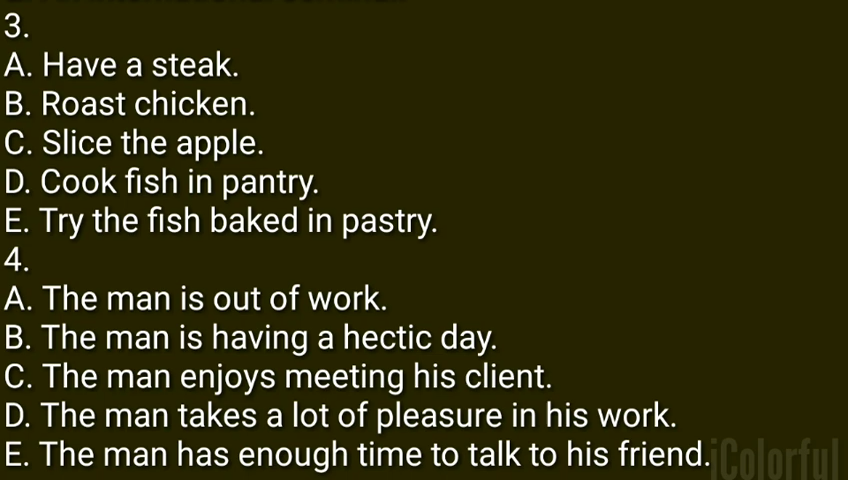 3.
A. Have a steak.
B. Roast chicken.
C. Slice the apple.
D. Cook fish in pantry.
E. Try the fish baked in pastry.
4.
A. The man is out of work.
B. The man is having a hectic day.
C. The man enjoys meeting his client.
D. The man takes a lot of pleasure in his work.
E. The man has enough time to talk to his friend.
iColorful